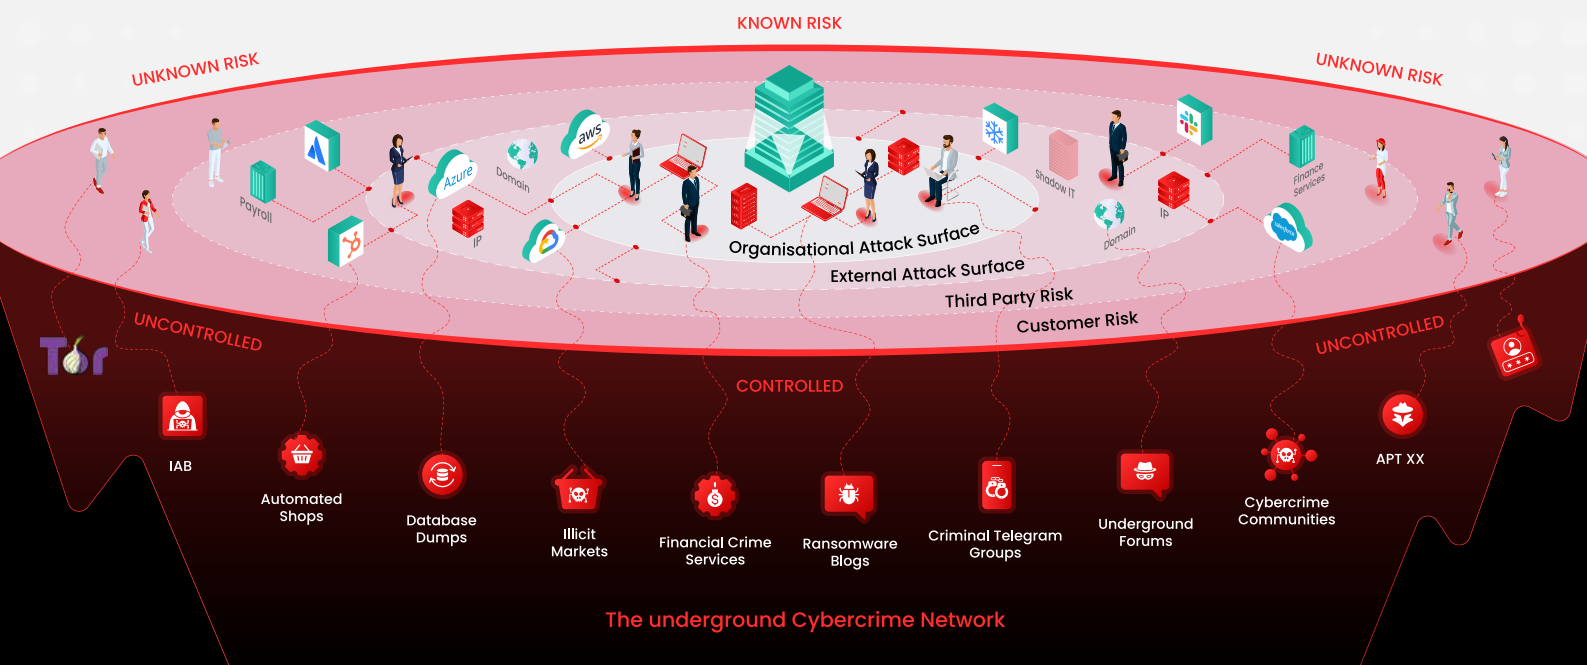 KNOWN RISK
UNKNOWN RISK
UNKNOWN RISK
aws
Azure
Domain
Payroll
IP
Shadow IT
Finance
Services
IP
Domain
salesforce
Organisational Attack Surface
External Attack Surface
Third Party Risk
Customer Risk
UNCONTROLLED
UNCONTROLLED
CONTROLLED
Tor
IAB
Automated
Shops
Database
Dumps
Illicit
Markets
Financial Crime
Services
Ransomware
Blogs
Criminal Telegram
Groups
Underground
Forums
Cybercrime
Communities
APT XX
The underground Cybercrime Network